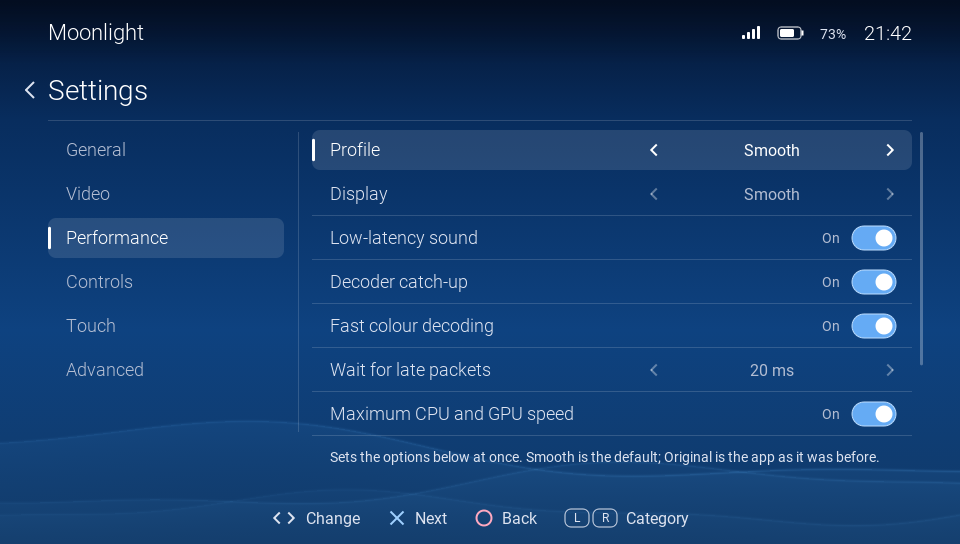 Moonlight
73% 21:42
Settings
General
Video
Performance
Controls
Touch
Advanced
Profile Smooth
Display Smooth
Low-latency sound On
Decoder catch-up On
Fast colour decoding On
Wait for late packets 20 ms
Maximum CPU and GPU speed On
Sets the options below at once. Smooth is the default; Original is the app as it was before.
Change Next Back L R Category